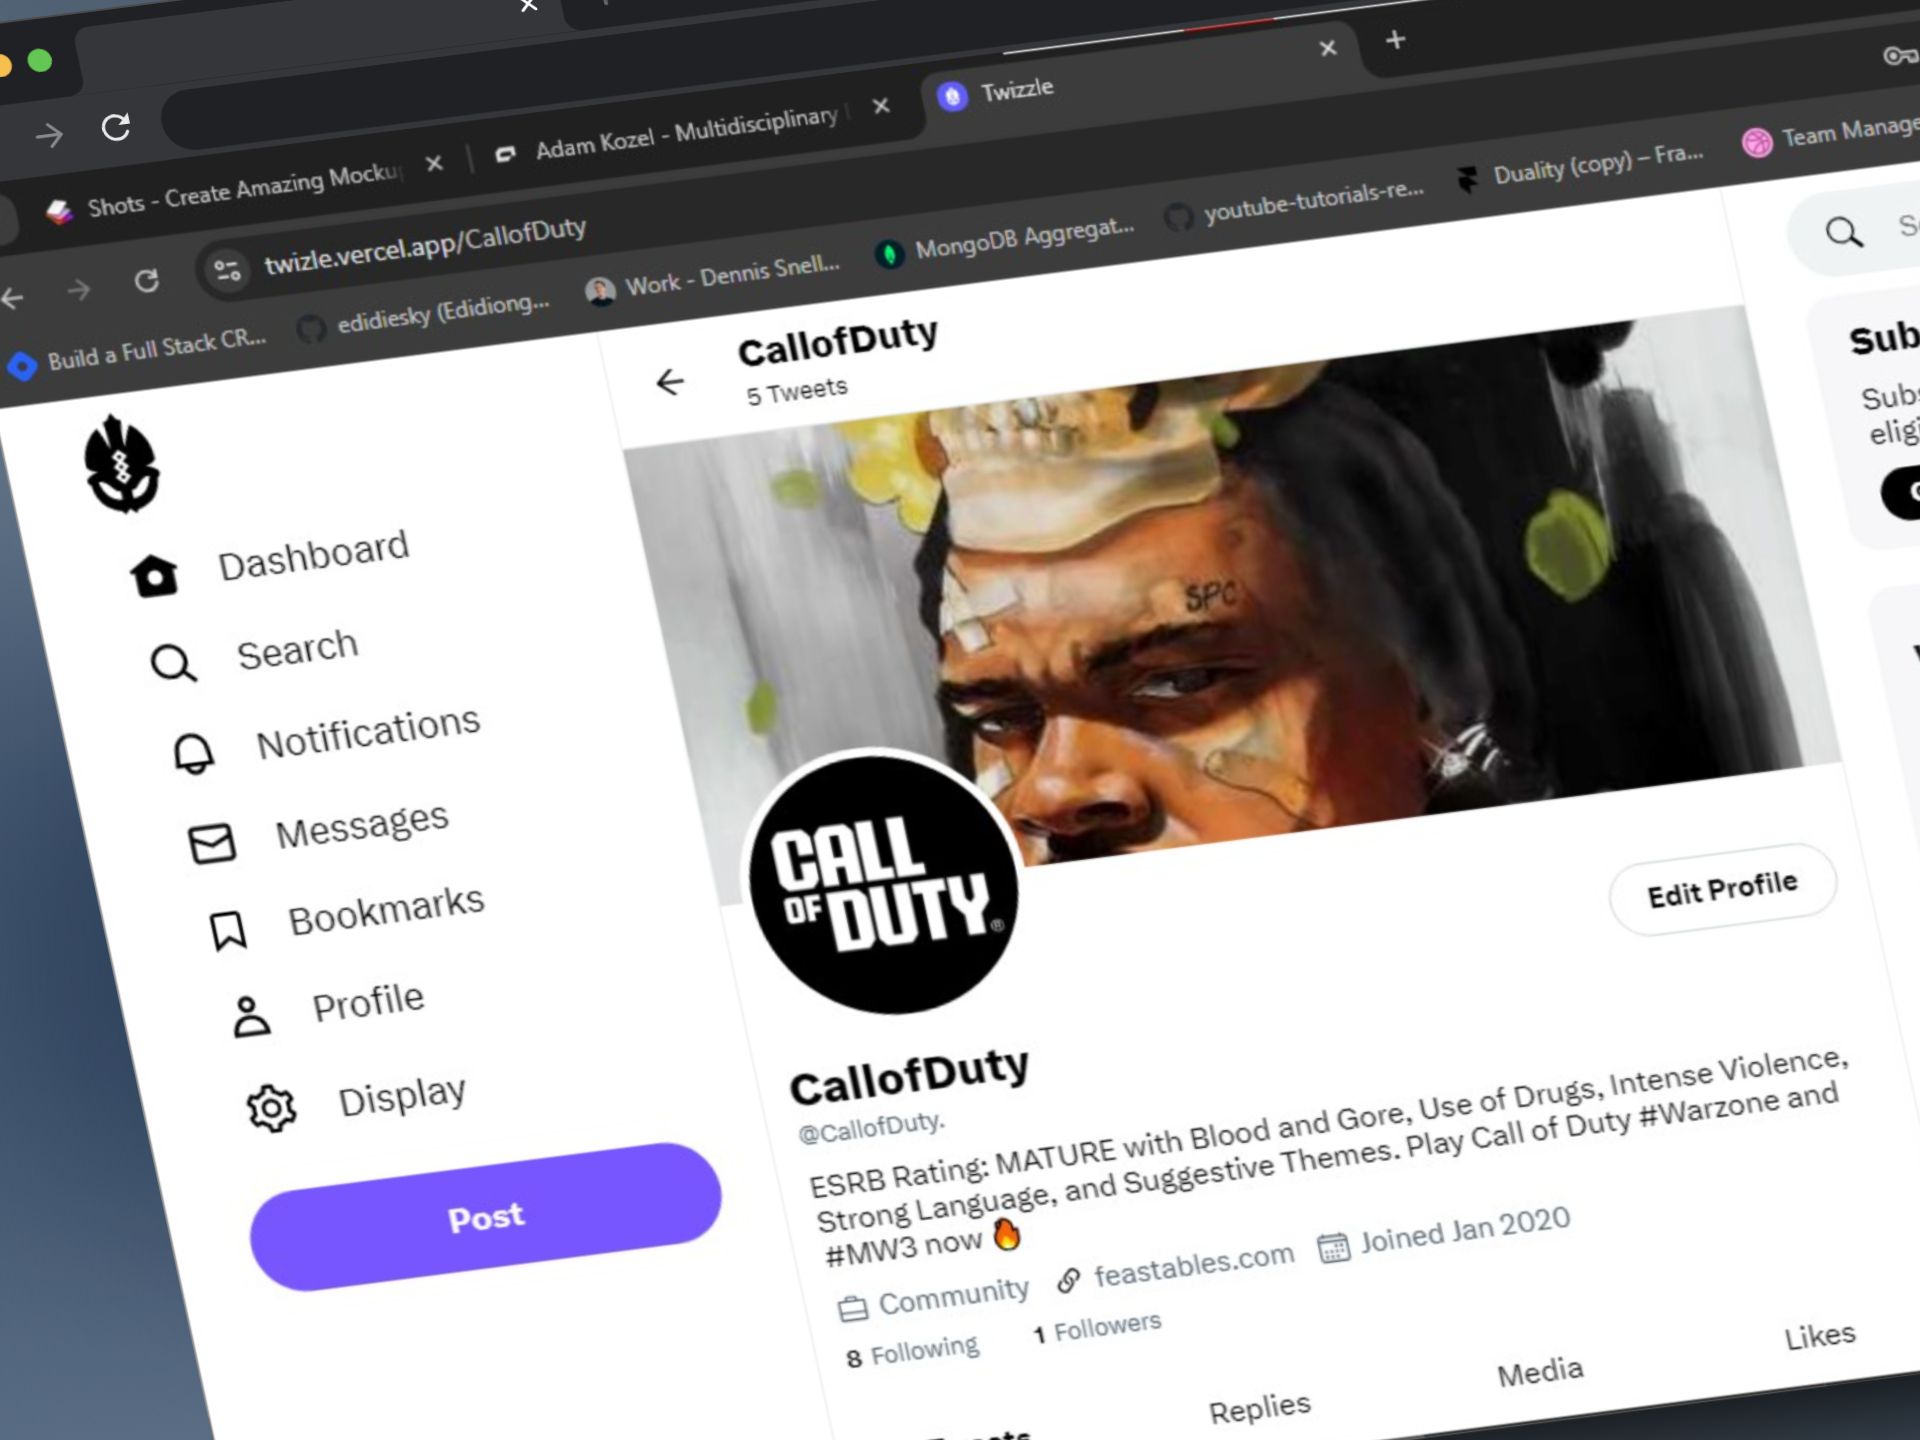 Shots - Create Amazing Mocku
Adam Kozel - Multidisciplinary
Twizzle
twizle.vercel.app/CallofDuty
Build a Full Stack CR...
edidiesky (Edidiong...
Work - Dennis Snell...
MongoDB Aggregat...
youtube-tutorials-re...
Duality (copy) – Fra...
Team Manage
CallofDuty
5 Tweets
Sub
Subs
eligi
Dashboard
Search
Notifications
Messages
Bookmarks
Profile
Display
Post
SPC
CALL
OF DUTY®
Edit Profile
CallofDuty
@CallofDuty.
ESRB Rating: MATURE with Blood and Gore, Use of Drugs, Intense Violence,
Strong Language, and Suggestive Themes. Play Call of Duty #Warzone and
#MW3 now 🔥
Community
feastables.com
Joined Jan 2020
8 Following
1 Followers
Replies
Media
Likes